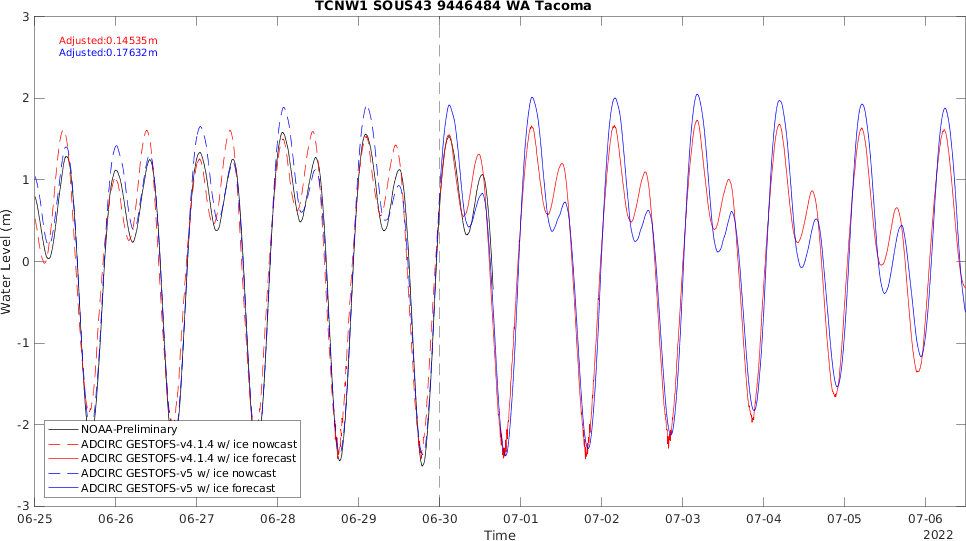 TCNW1 SOUS43 9446484 WA Tacoma
Adjusted:0.14535m
Adjusted:0.17632m
3
2
1
0
-1
-2
-3
Water Level (m)
NOAA-Preliminary
ADCIRC GESTOFS-v4.1.4 w/ ice nowcast
ADCIRC GESTOFS-v4.1.4 w/ ice forecast
ADCIRC GESTOFS-v5 w/ ice nowcast
ADCIRC GESTOFS-v5 w/ ice forecast
06-25 06-26 06-27 06-28 06-29 06-30 07-01 07-02 07-03 07-04 07-05 07-06
Time
2022